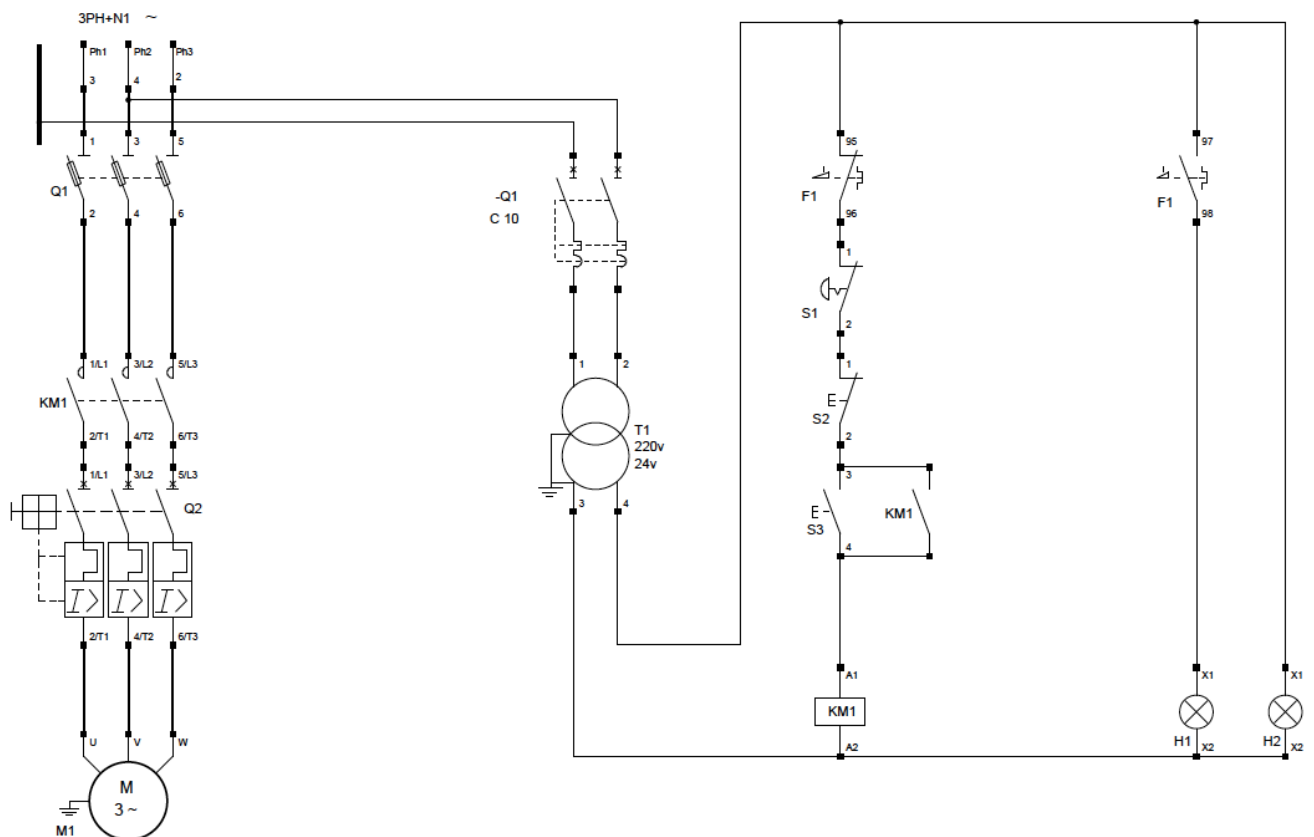 3PH+N1 ~
Ph1 Ph2 Ph3
3 4 2
1 3 5
Q1
2 4 6
1/L1 3/L2 5/L3
KM1
2/T1 4/T2 6/T3
1/L1 3/L2 5/L3
Q2
I> I> I>
2/T1 4/T2 6/T3
U V W
M
3 ~
M1
-Q1
C 10
1 2
T1
220v
24v
3 4
95
F1
96
1
S1
2
1
E
S2
2
3
E
S3
KM1
4
A1
KM1
A2
97
F1
98
X1
H1
X2
X1
H2
X2